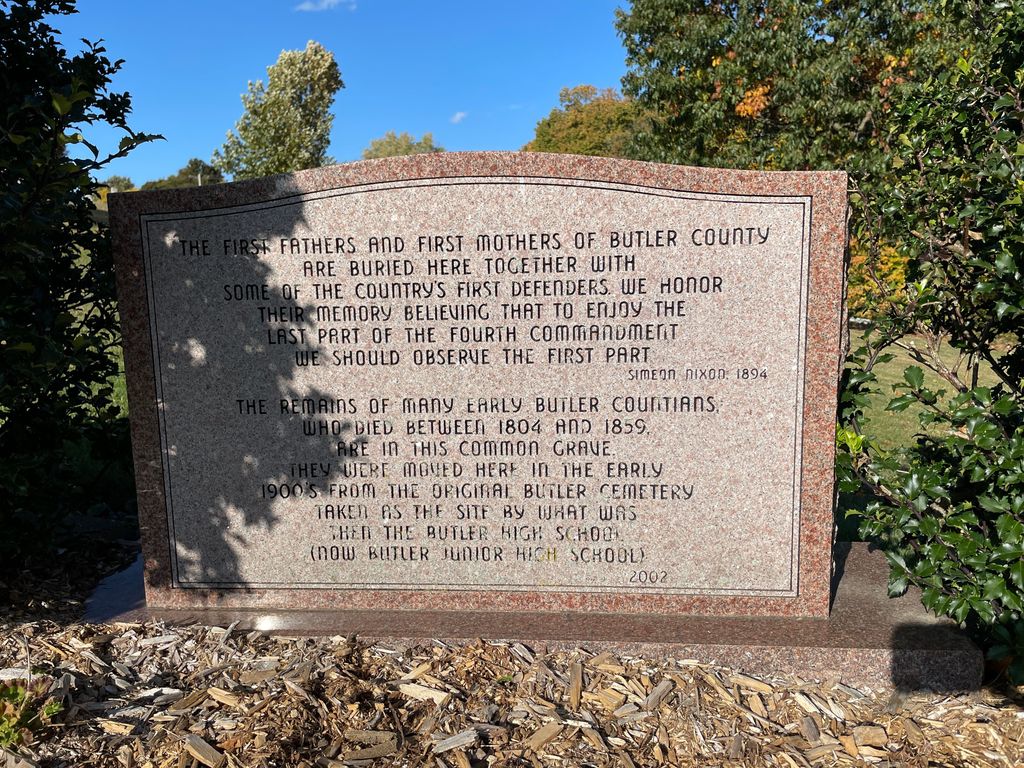 THE FIRST FATHERS AND FIRST MOTHERS OF BUTLER COUNTY
ARE BURIED HERE TOGETHER WITH
SOME OF THE COUNTRY'S FIRST DEFENDERS. WE HONOR
THEIR MEMORY BELIEVING THAT TO ENJOY THE
LAST PART OF THE FOURTH COMMANDMENT
WE SHOULD OBSERVE THE FIRST PART
SIMEON NIXON, 1894
THE REMAINS OF MANY EARLY BUTLER COUNTIANS,
WHO DIED BETWEEN 1804 AND 1859,
ARE IN THIS COMMON GRAVE.
THEY WERE MOVED HERE IN THE EARLY
1900'S FROM THE ORIGINAL BUTLER CEMETERY
TAKEN AS THE SITE BY WHAT WAS
THEN THE BUTLER HIGH SCHOOL
(NOW BUTLER JUNIOR HIGH SCHOOL)
2002